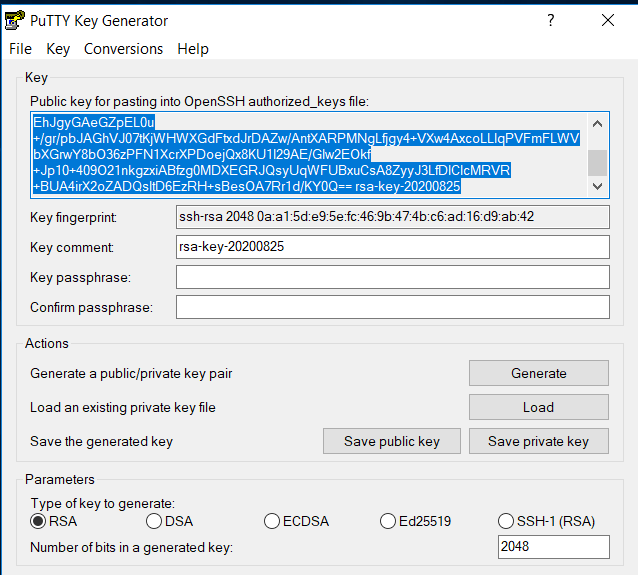 PuTTY Key Generator
File Key Conversions Help
Key
Public key for pasting into OpenSSH authorized_keys file:
EhJgyGAeGZpEL0u
+/gr/pbJAGhVJ07tKjWHWXGdFtxdJrDAZw/AntXARPMNgLfjgy4+VXw4AxcoLLlqPVFmFLWV
bXGrwY8bO36zPFN1XcrXPDoejQx8KU1l29AE/Glw2EOkf
+Jp10+409O21nkgzxiABfzg0MDXEGRJQsyUqWFUBxuCsA8ZyyJ3LfDIClcMRVR
+BUA4irX2oZADQsltD6EzRH+sBesOA7Rr1d/KY0Q== rsa-key-20200825
Key fingerprint:
ssh-rsa 2048 0a:a1:5d:e9:5e:fc:46:9b:47:4b:c6:ad:16:d9:ab:42
Key comment:
rsa-key-20200825
Key passphrase:
Confirm passphrase:
Actions
Generate a public/private key pair
Generate
Load an existing private key file
Load
Save the generated key
Save public key
Save private key
Parameters
Type of key to generate:
RSA DSA ECDSA Ed25519 SSH-1 (RSA)
Number of bits in a generated key:
2048